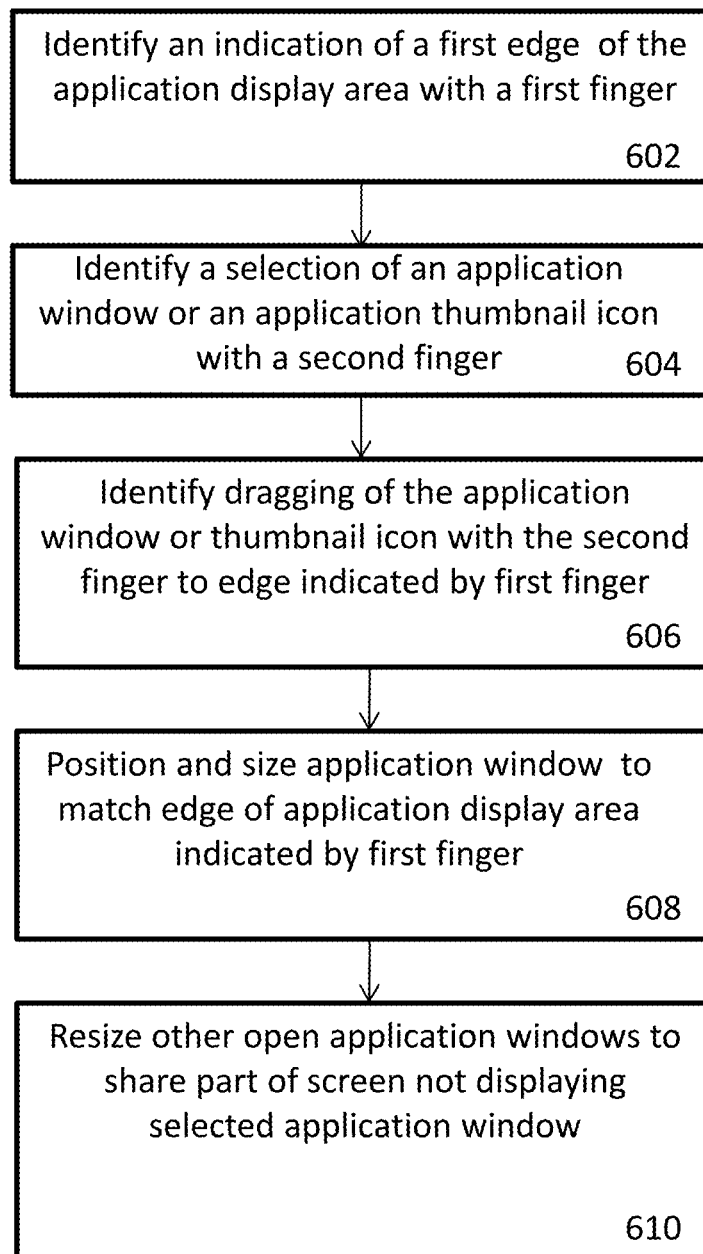 Identify an indication of a first edge of the
application display area with a first finger
602
Identify a selection of an application
window or an application thumbnail icon
with a second finger 604
Identify dragging of the application
window or thumbnail icon with the second
finger to edge indicated by first finger
606
Position and size application window to
match edge of application display area
indicated by first finger
608
Resize other open application windows to
share part of screen not displaying
selected application window
610